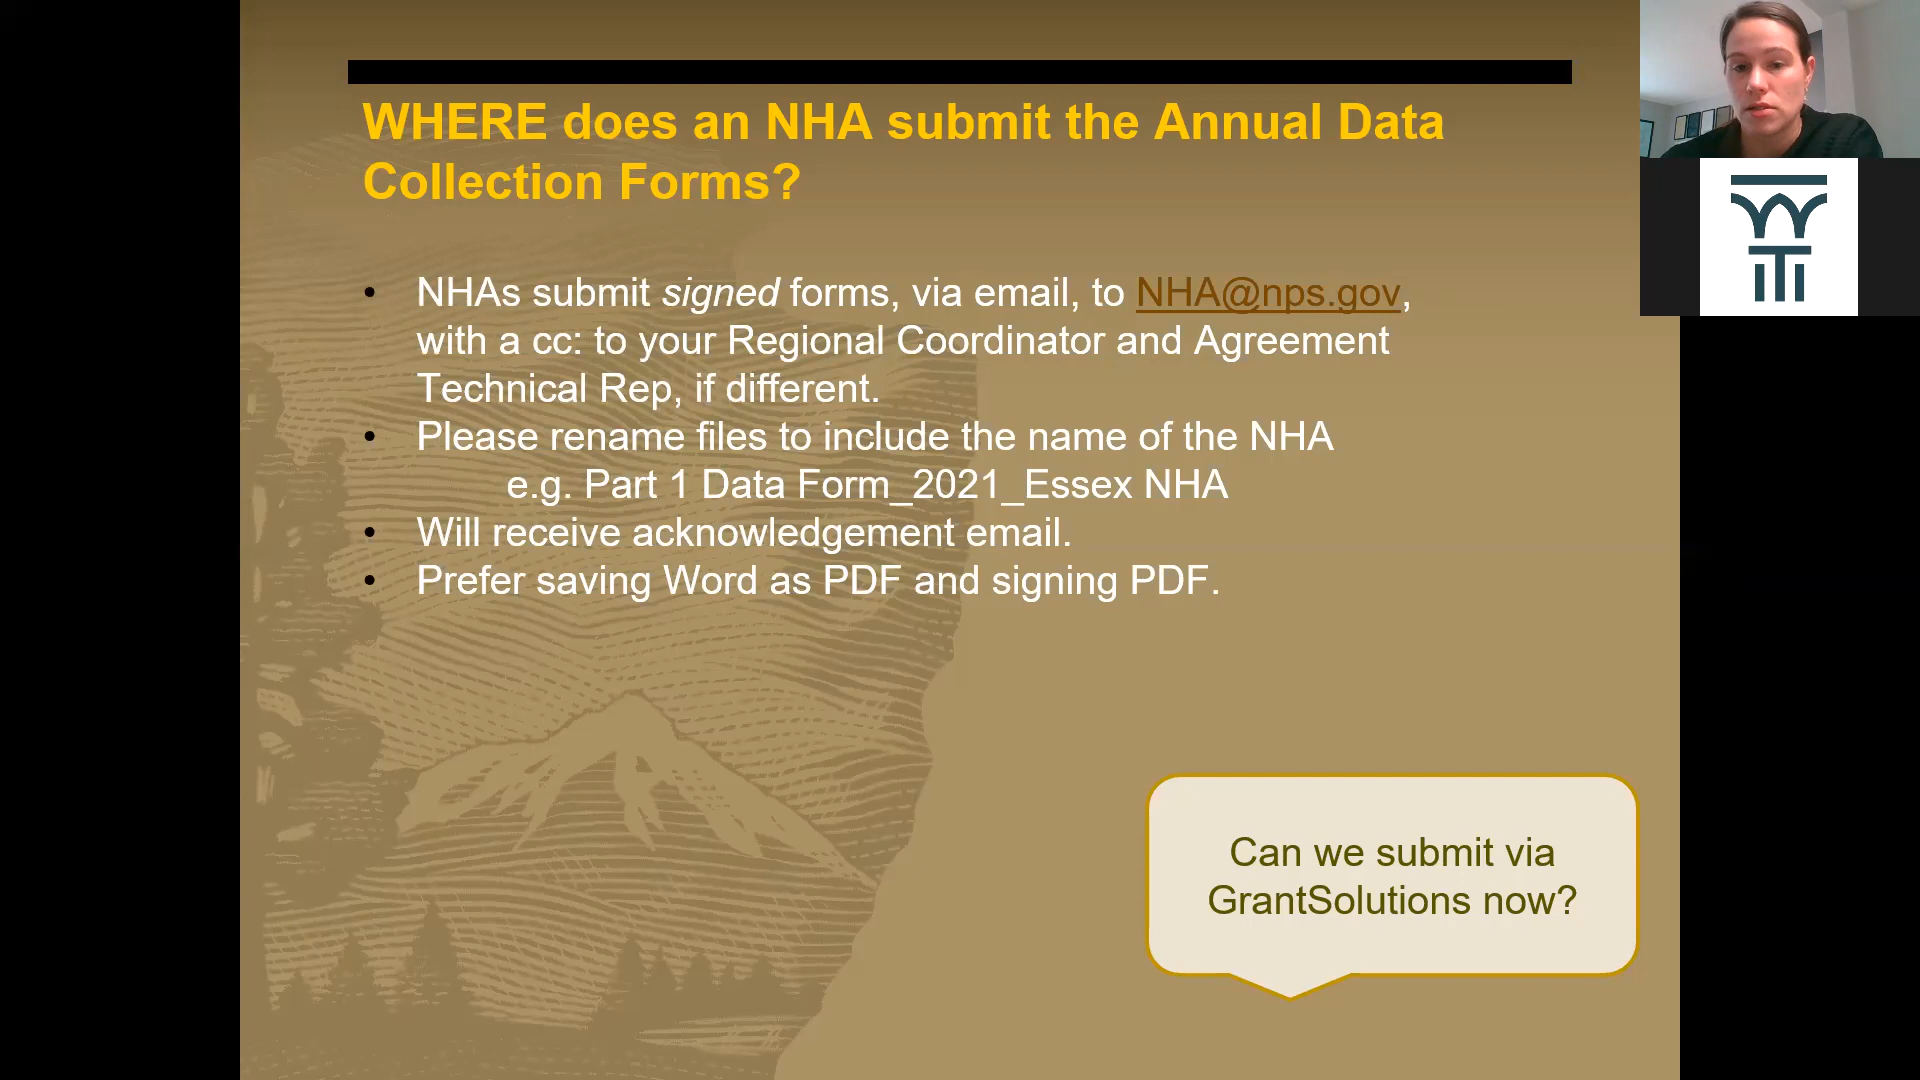 WHERE does an NHA submit the Annual Data
Collection Forms?
• NHAs submit signed forms, via email, to NHA@nps.gov,
with a cc: to your Regional Coordinator and Agreement
Technical Rep, if different.
• Please rename files to include the name of the NHA
e.g. Part 1 Data Form_2021_Essex NHA
• Will receive acknowledgement email.
• Prefer saving Word as PDF and signing PDF.
Can we submit via
GrantSolutions now?